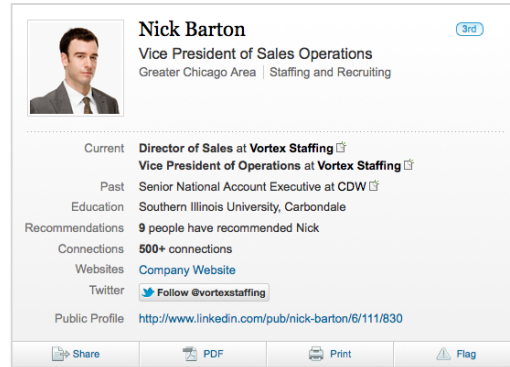 Nick Barton
3rd
Vice President of Sales Operations
Greater Chicago Area | Staffing and Recruiting
Current Director of Sales at Vortex Staffing
Vice President of Operations at Vortex Staffing
Past Senior National Account Executive at CDW
Education Southern Illinois University, Carbondale
Recommendations 9 people have recommended Nick
Connections 500+ connections
Websites Company Website
Twitter Follow @vortexstaffing
Public Profile http://www.linkedin.com/pub/nick-barton/6/111/830
Share PDF Print Flag